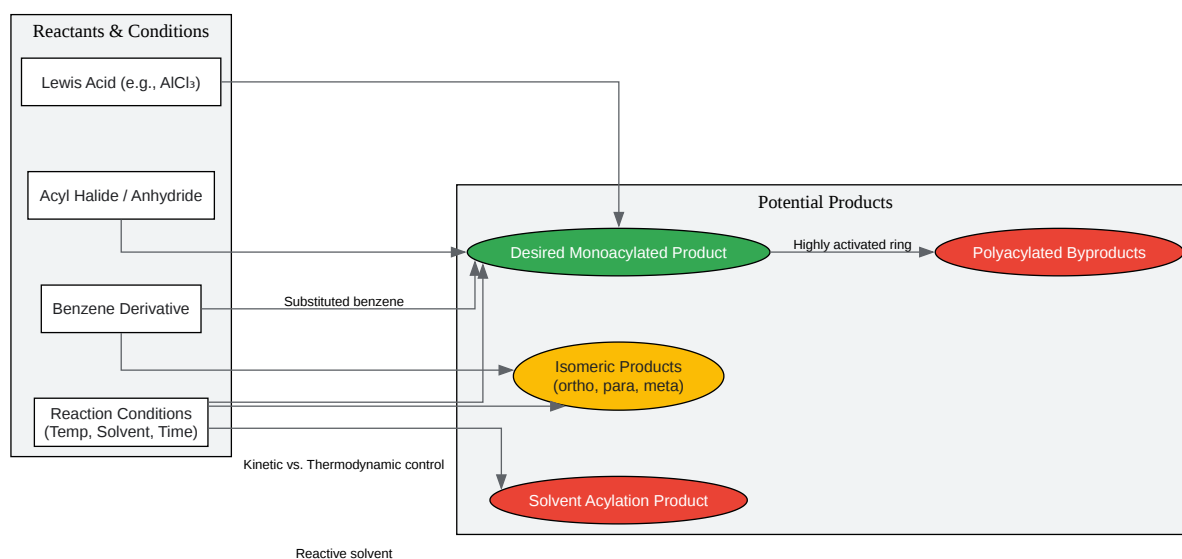 Reactants & Conditions
Lewis Acid (e.g., AlCl₃)
Acyl Halide / Anhydride
Benzene Derivative
Reaction Conditions
(Temp, Solvent, Time)
Substituted benzene
Kinetic vs. Thermodynamic control
Reactive solvent
Potential Products
Desired Monoacylated Product
Highly activated ring
Polyacylated Byproducts
Isomeric Products
(ortho, para, meta)
Solvent Acylation Product